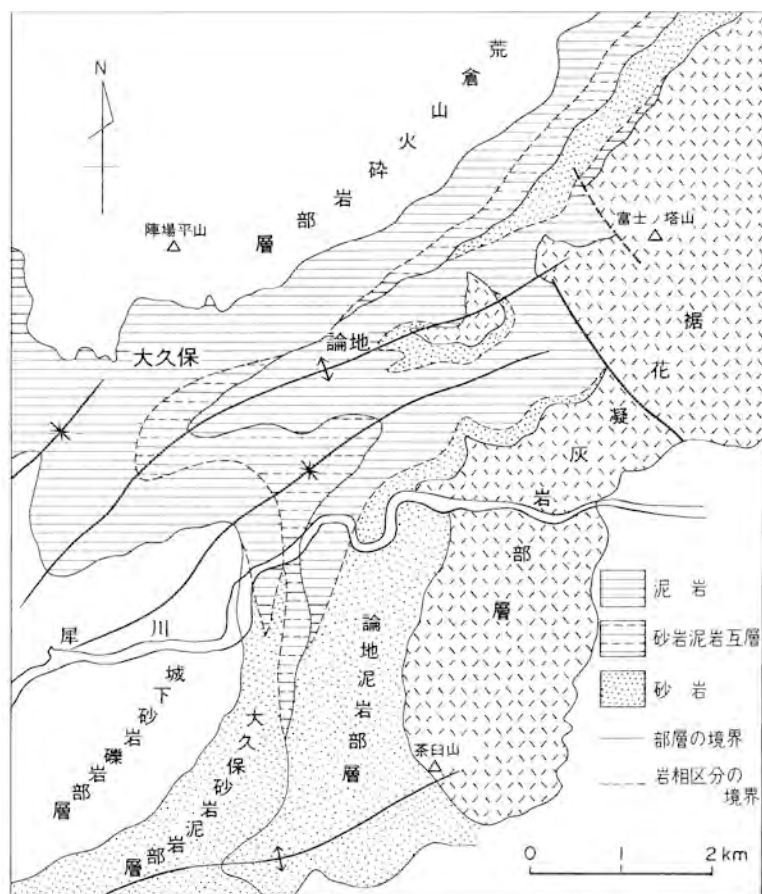 N
荒倉山火砕岩部層
陣場平山
富士ノ塔山
大久保
論地
裾花凝灰岩部層
犀川
論地泥岩部層
大久保砂岩泥岩部層
城下砂岩礫岩部層
茶臼山
泥岩
砂岩泥岩互層
砂岩
部層の境界
岩相区分の
境界
0 1 2 km